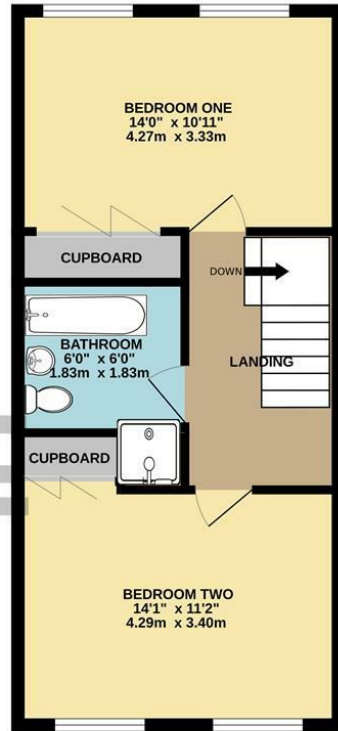 BEDROOM ONE
14'0" x 10'11"
4.27m x 3.33m
CUPBOARD
DOWN
BATHROOM
6'0" x 6'0"
1.83m x 1.83m
LANDING
CUPBOARD
BEDROOM TWO
14'1" x 11'2"
4.29m x 3.40m